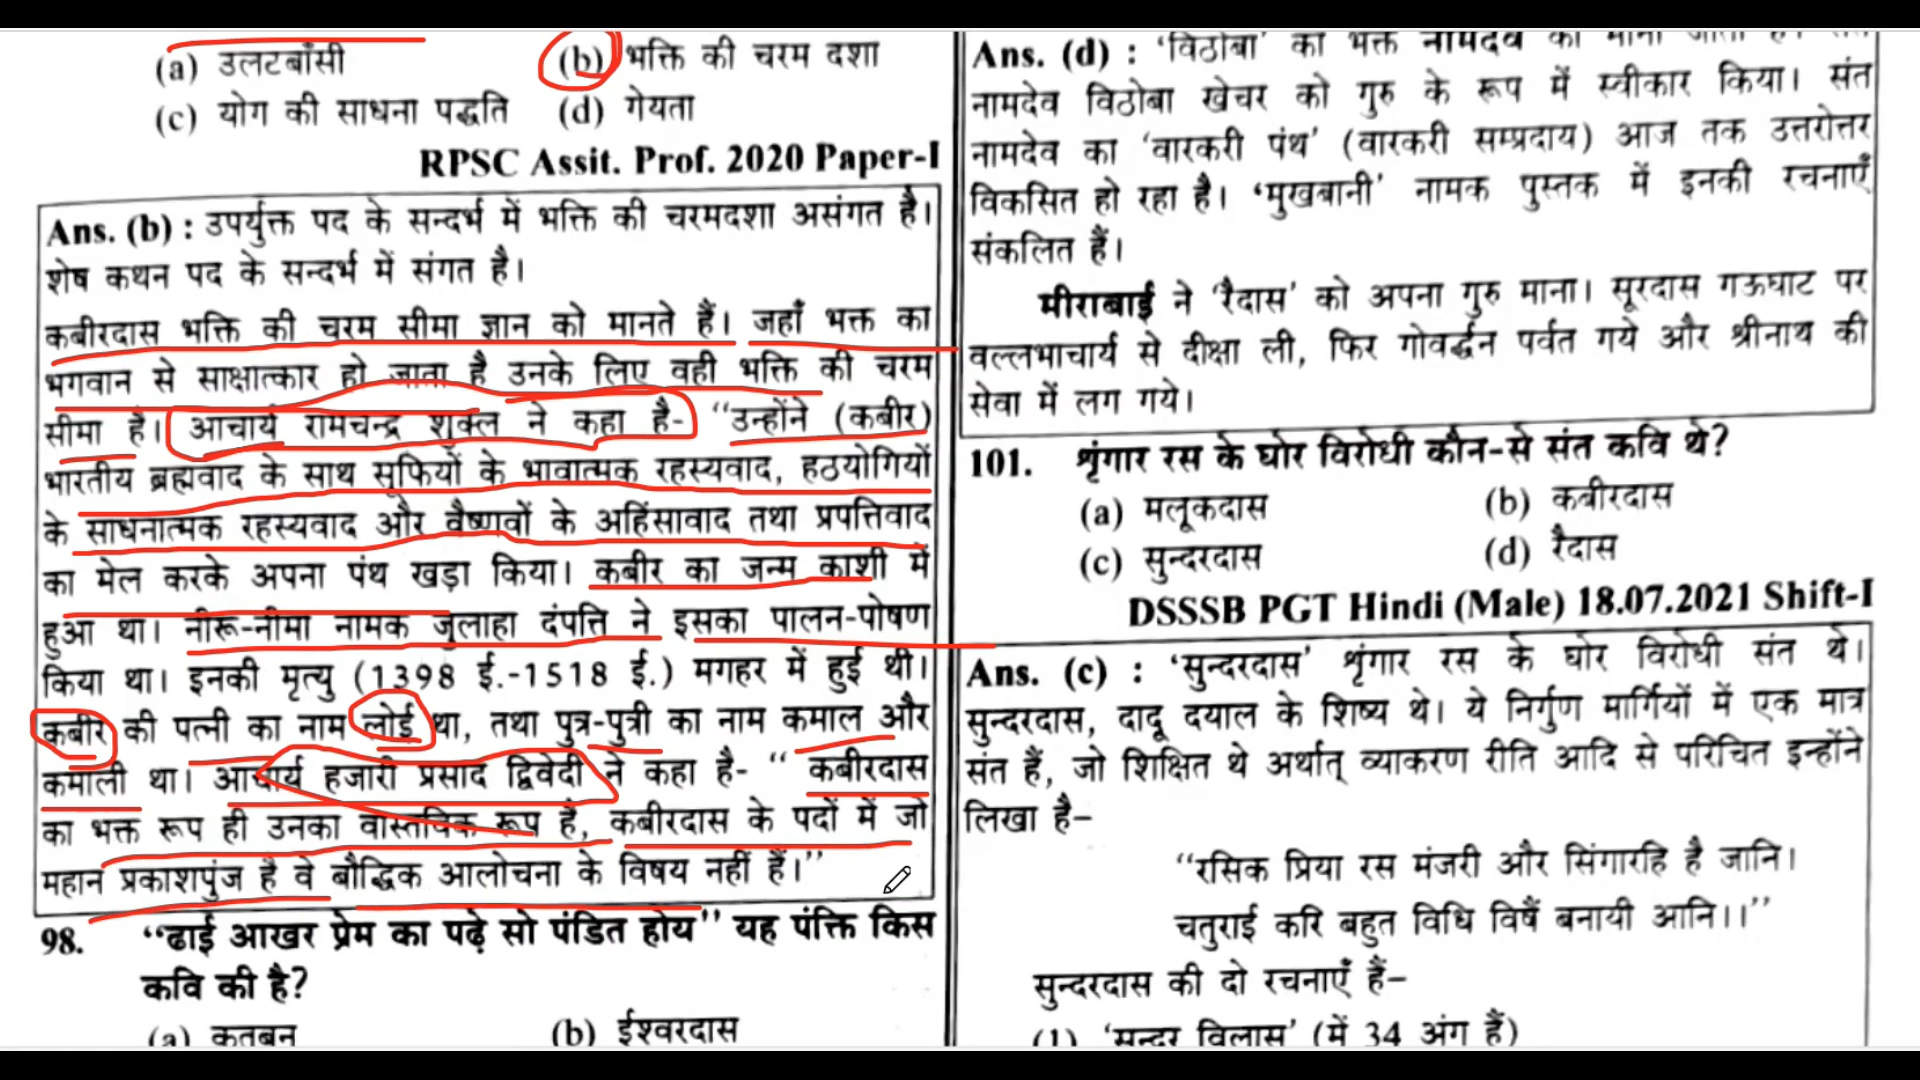 (a) उलटबाँसी (b) भक्ति की चरम दशा
(c) योग की साधना पद्धति (d) गेयता
RPSC Assit. Prof. 2020 Paper-I
Ans. (b) : उपर्युक्त पद के सन्दर्भ में भक्ति की चरमदशा असंगत है।
शेष कथन पद के सन्दर्भ में संगत है।
कबीरदास भक्ति की चरम सीमा ज्ञान को मानते हैं। जहाँ भक्त का
भगवान से साक्षात्कार हो जाता है उनके लिए वही भक्ति की चरम
सीमा है। आचार्य रामचन्द्र शुक्ल ने कहा है- ‘‘उन्होंने (कबीर)
भारतीय ब्रह्मवाद के साथ सूफियों के भावात्मक रहस्यवाद, हठयोगियों
के साधनात्मक रहस्यवाद और वैष्णवों के अहिंसावाद तथा प्रपत्तिवाद
का मेल करके अपना पंथ खड़ा किया। कबीर का जन्म काशी में
हुआ था। नीरू-नीमा नामक जुलाहा दंपत्ति ने इसका पालन-पोषण
किया था। इनकी मृत्यु (1398 ई.-1518 ई.) मगहर में हुई थी।
कबीर की पत्नी का नाम लोई था, तथा पुत्र-पुत्री का नाम कमाल और
कमाली था। आचार्य हजारी प्रसाद द्विवेदी ने कहा है- ‘‘ कबीरदास
का भक्त रूप ही उनका वास्तविक रूप है, कबीरदास के पदों में जो
महान प्रकाशपुंज है वे बौद्धिक आलोचना के विषय नहीं हैं।’’
98. ‘‘ढाई आखर प्रेम का पढ़े सो पंडित होय’’ यह पंक्ति किस
कवि की है?
(a) कुतुबन (b) ईश्वरदास
Ans. (d) : ‘विठोबा’ का भक्त नामदेव को माना जाता है।
नामदेव विठोबा खेचर को गुरु के रूप में स्वीकार किया। संत
नामदेव का ‘वारकरी पंथ’ (वारकरी सम्प्रदाय) आज तक उत्तरोत्तर
विकसित हो रहा है। ‘मुखबानी’ नामक पुस्तक में इनकी रचनाएँ
संकलित हैं।
मीराबाई ने ‘रैदास’ को अपना गुरु माना। सूरदास गऊघाट पर
वल्लभाचार्य से दीक्षा ली, फिर गोवर्द्धन पर्वत गये और श्रीनाथ की
सेवा में लग गये।
101. शृंगार रस के घोर विरोधी कौन-से संत कवि थे?
(a) मलूकदास (b) कबीरदास
(c) सुन्दरदास (d) रैदास
DSSSB PGT Hindi (Male) 18.07.2021 Shift-I
Ans. (c) : ‘सुन्दरदास’ शृंगार रस के घोर विरोधी संत थे।
सुन्दरदास, दादू दयाल के शिष्य थे। ये निर्गुण मार्गियों में एक मात्र
संत हैं, जो शिक्षित थे अर्थात् व्याकरण रीति आदि से परिचित इन्होंने
लिखा है–
‘‘रसिक प्रिया रस मंजरी और सिंगारहि है जानि।
चतुराई करि बहुत विधि विषैं बनायी आनि।।’’
सुन्दरदास की दो रचनाएँ हैं–
(1) ‘सुन्दर विलास’ (में 34 अंग हैं)